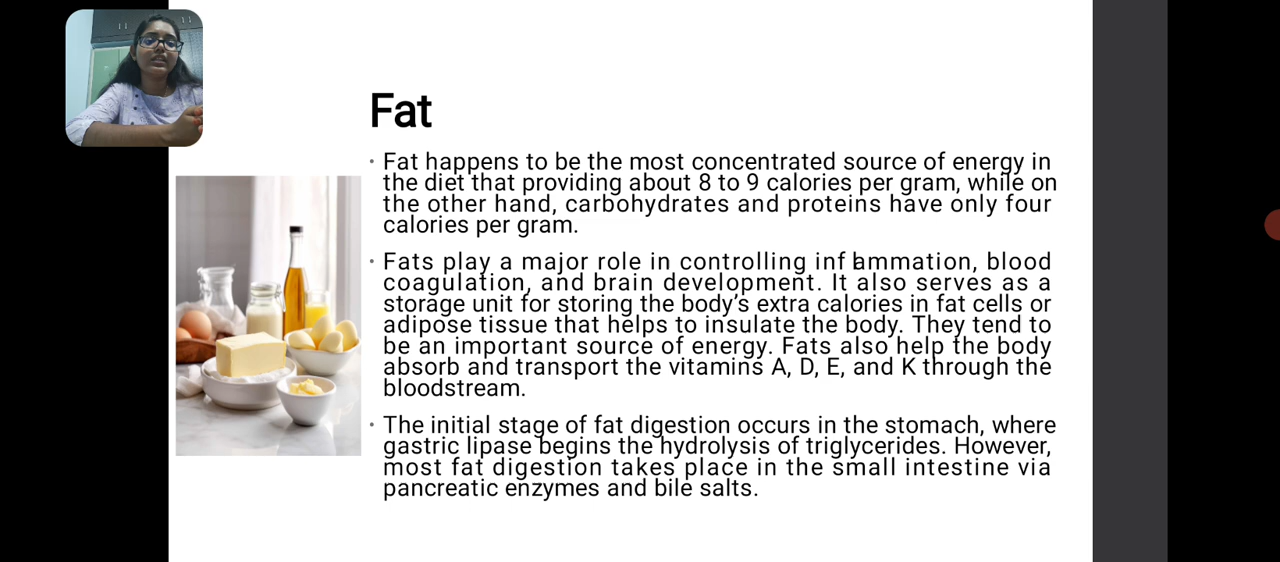 Fat
• Fat happens to be the most concentrated source of energy in
the diet that providing about 8 to 9 calories per gram, while on
the other hand, carbohydrates and proteins have only four
calories per gram.
• Fats play a major role in controlling inflammation, blood
coagulation, and brain development. It also serves as a
storage unit for storing the body's extra calories in fat cells or
adipose tissue that helps to insulate the body. They tend to
be an important source of energy. Fats also help the body
absorb and transport the vitamins A, D, E, and K through the
bloodstream.
• The initial stage of fat digestion occurs in the stomach, where
gastric lipase begins the hydrolysis of triglycerides. However,
most fat digestion takes place in the small intestine via
pancreatic enzymes and bile salts.